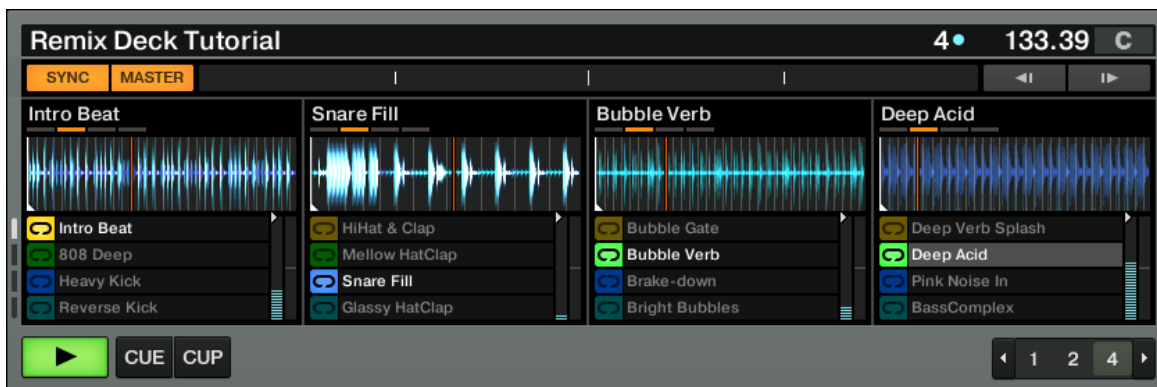 Remix Deck Tutorial 4 133.39 C
SYNC MASTER
Intro Beat Snare Fill Bubble Verb Deep Acid
Intro Beat HiHat & Clap Bubble Gate Deep Verb Splash
808 Deep Mellow HatClap Bubble Verb Deep Acid
Heavy Kick Snare Fill Brake-down Pink Noise In
Reverse Kick Glassy HatClap Bright Bubbles BassComplex
CUE CUP 1 2 4